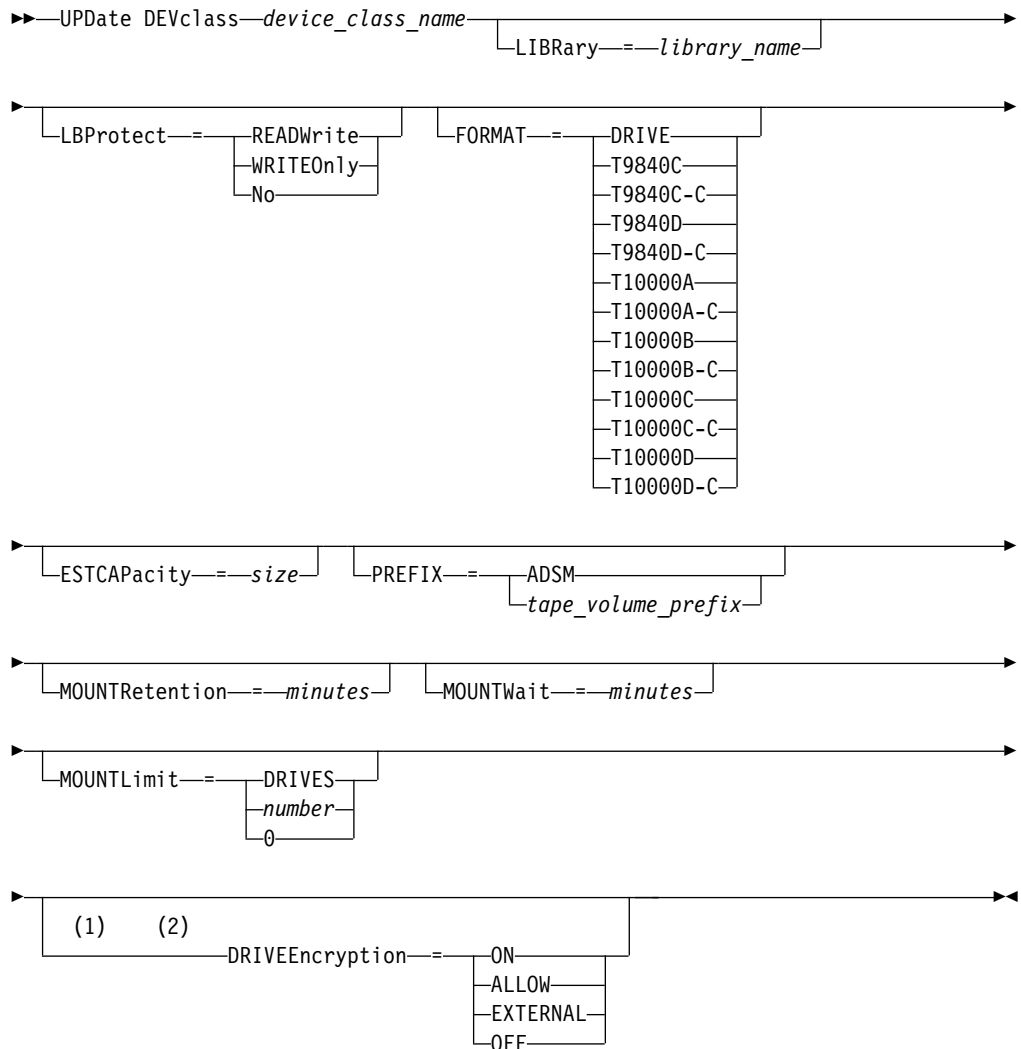 UPDate DEVclass device_class_name
LIBRary = library_name
LBProtect = READWrite
WRITEOnly
No
FORMAT = DRIVE
T9840C
T9840C-C
T9840D
T9840D-C
T10000A
T10000A-C
T10000B
T10000B-C
T10000C
T10000C-C
T10000D
T10000D-C
ESTCAPacity = size
PREFIX = ADSM
tape_volume_prefix
MOUNTRetention = minutes
MOUNTWait = minutes
MOUNTLimit = DRIVES
number
0
(1) (2)
DRIVEEncryption = ON
ALLOW
EXTERNAL
OFF